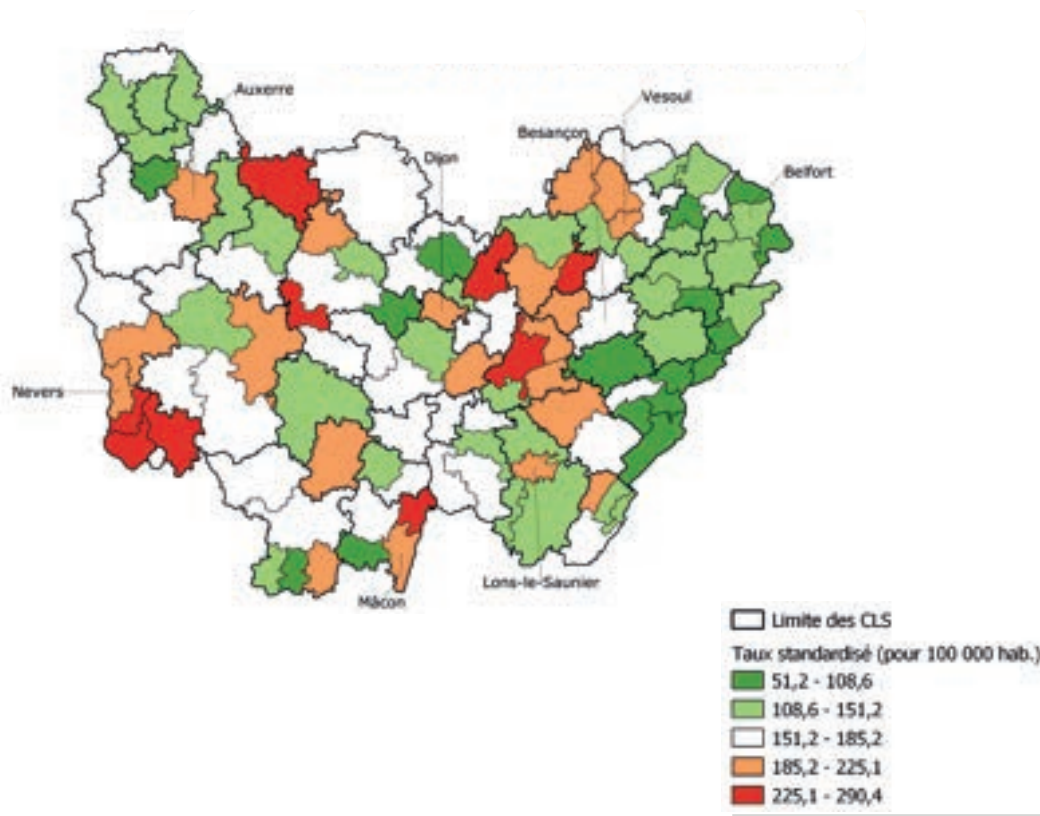 Auxerre
Vesoul
Besançon
Dijon
Belfort
Nevers
Lons-le-Saunier
Mâcon
Limite des CLS
Taux standardisé (pour 100 000 hab.)
51,2 - 108,6
108,6 - 151,2
151,2 - 185,2
185,2 - 225,1
225,1 - 290,4